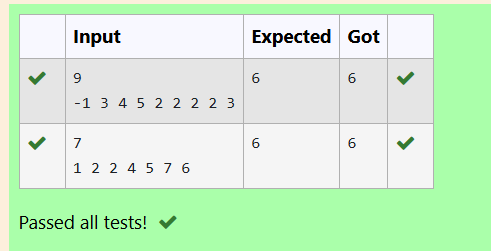 Input Expected Got
9 6 6
-1 3 4 5 2 2 2 2 3
7 6 6
1 2 2 4 5 7 6
Passed all tests!